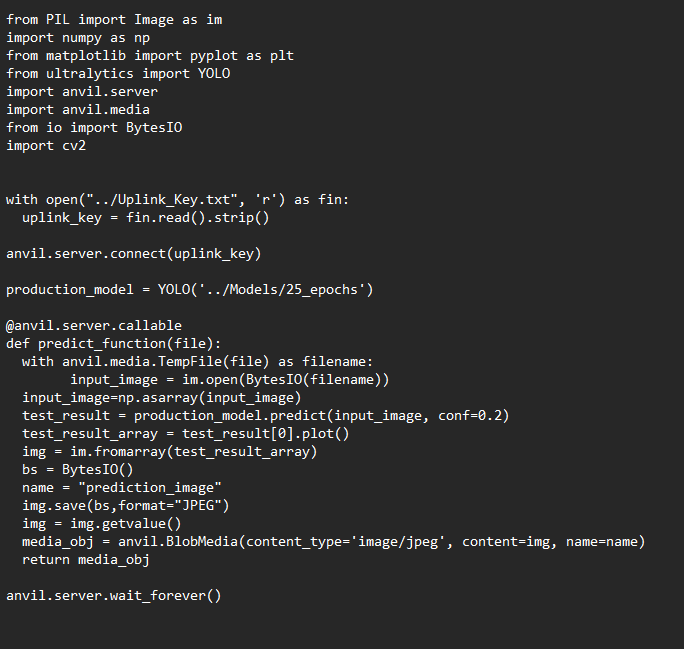 from PIL import Image as im
import numpy as np
from matplotlib import pyplot as plt
from ultralytics import YOLO
import anvil.server
import anvil.media
from io import BytesIO
import cv2
with open("../Uplink_Key.txt", 'r') as fin:
  uplink_key = fin.read().strip()
anvil.server.connect(uplink_key)
production_model = YOLO('../Models/25_epochs')
@anvil.server.callable
def predict_function(file):
  with anvil.media.TempFile(file) as filename:
        input_image = im.open(BytesIO(filename))
  input_image=np.asarray(input_image)
  test_result = production_model.predict(input_image, conf=0.2)
  test_result_array = test_result[0].plot()
  img = im.fromarray(test_result_array)
  bs = BytesIO()
  name = "prediction_image"
  img.save(bs,format="JPEG")
  img = img.getvalue()
  media_obj = anvil.BlobMedia(content_type='image/jpeg', content=img, name=name)
  return media_obj
anvil.server.wait_forever()